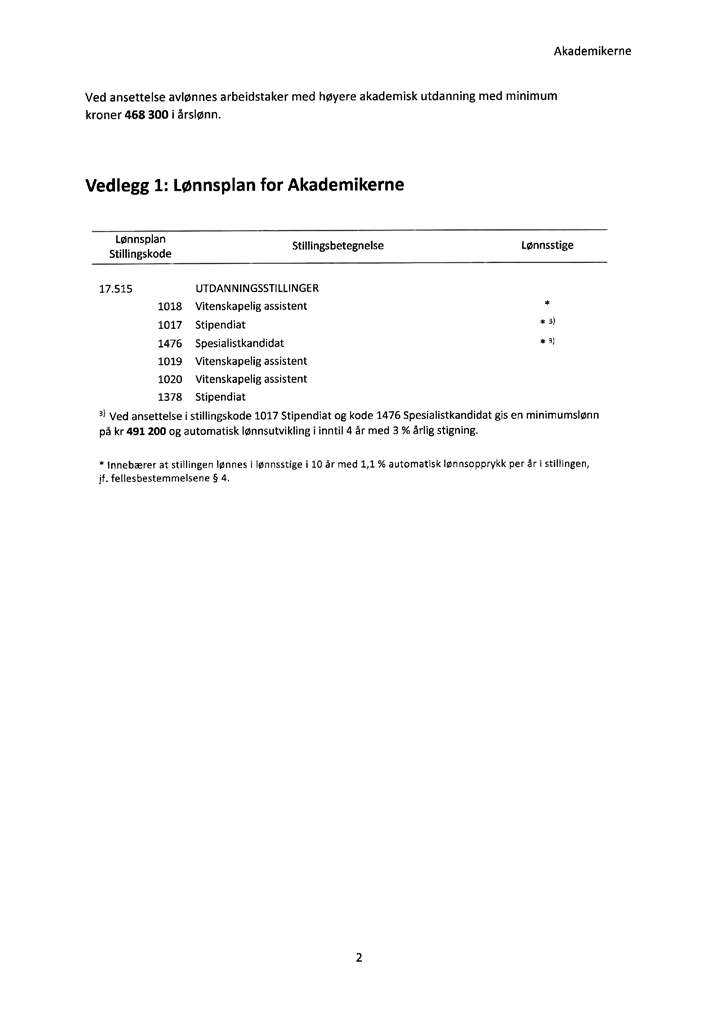 Akademikerne
Ved ansettelse avlønnes arbeidstaker med høyere akademisk utdanning med minimum
kroner 468 300 i årslønn.
Vedlegg 1: Lønnsplan for Akademikerne
Lønnsplan
Stillingskode Stillingsbetegnelse Lønnsstige
17.515 UTDANNINGSSTILLINGER
1018 Vitenskapelig assistent *
1017 Stipendiat * 3)
1476 Spesialistkandidat * 3)
1019 Vitenskapelig assistent
1020 Vitenskapelig assistent
1378 Stipendiat
3) Ved ansettelse i stillingskode 1017 Stipendiat og kode 1476 Spesialistkandidat gis en minimumslønn
på kr 491 200 og automatisk lønnsutvikling i inntil 4 år med 3 % årlig stigning.
* Innebærer at stillingen lønnes i lønnsstige i 10 år med 1,1 % automatisk lønnsopprykk per år i stillingen,
jf. fellesbestemmelsene § 4.
2